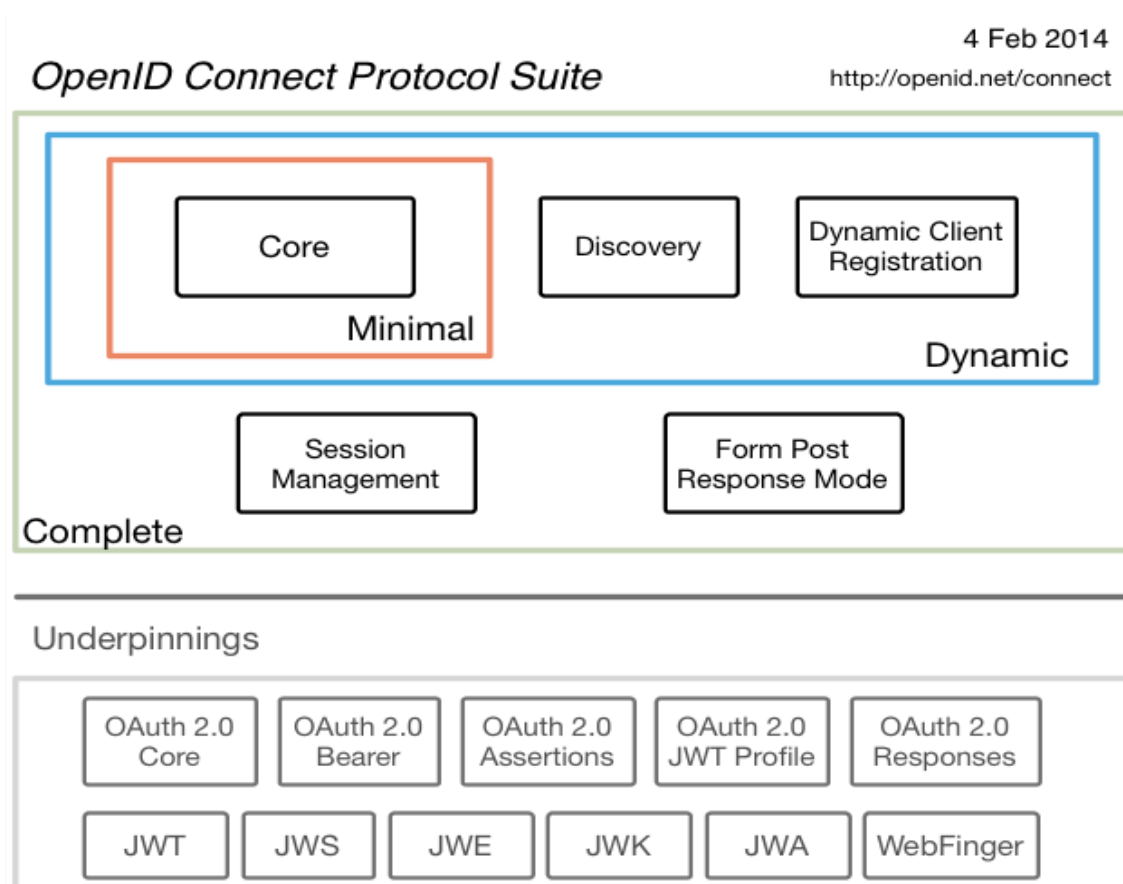 4 Feb 2014
OpenID Connect Protocol Suite
http://openid.net/connect
Core
Discovery
Dynamic Client
Registration
Minimal
Dynamic
Session
Management
Form Post
Response Mode
Complete
Underpinnings
OAuth 2.0
Core
OAuth 2.0
Bearer
OAuth 2.0
Assertions
OAuth 2.0
JWT Profile
OAuth 2.0
Responses
JWT
JWS
JWE
JWK
JWA
WebFinger